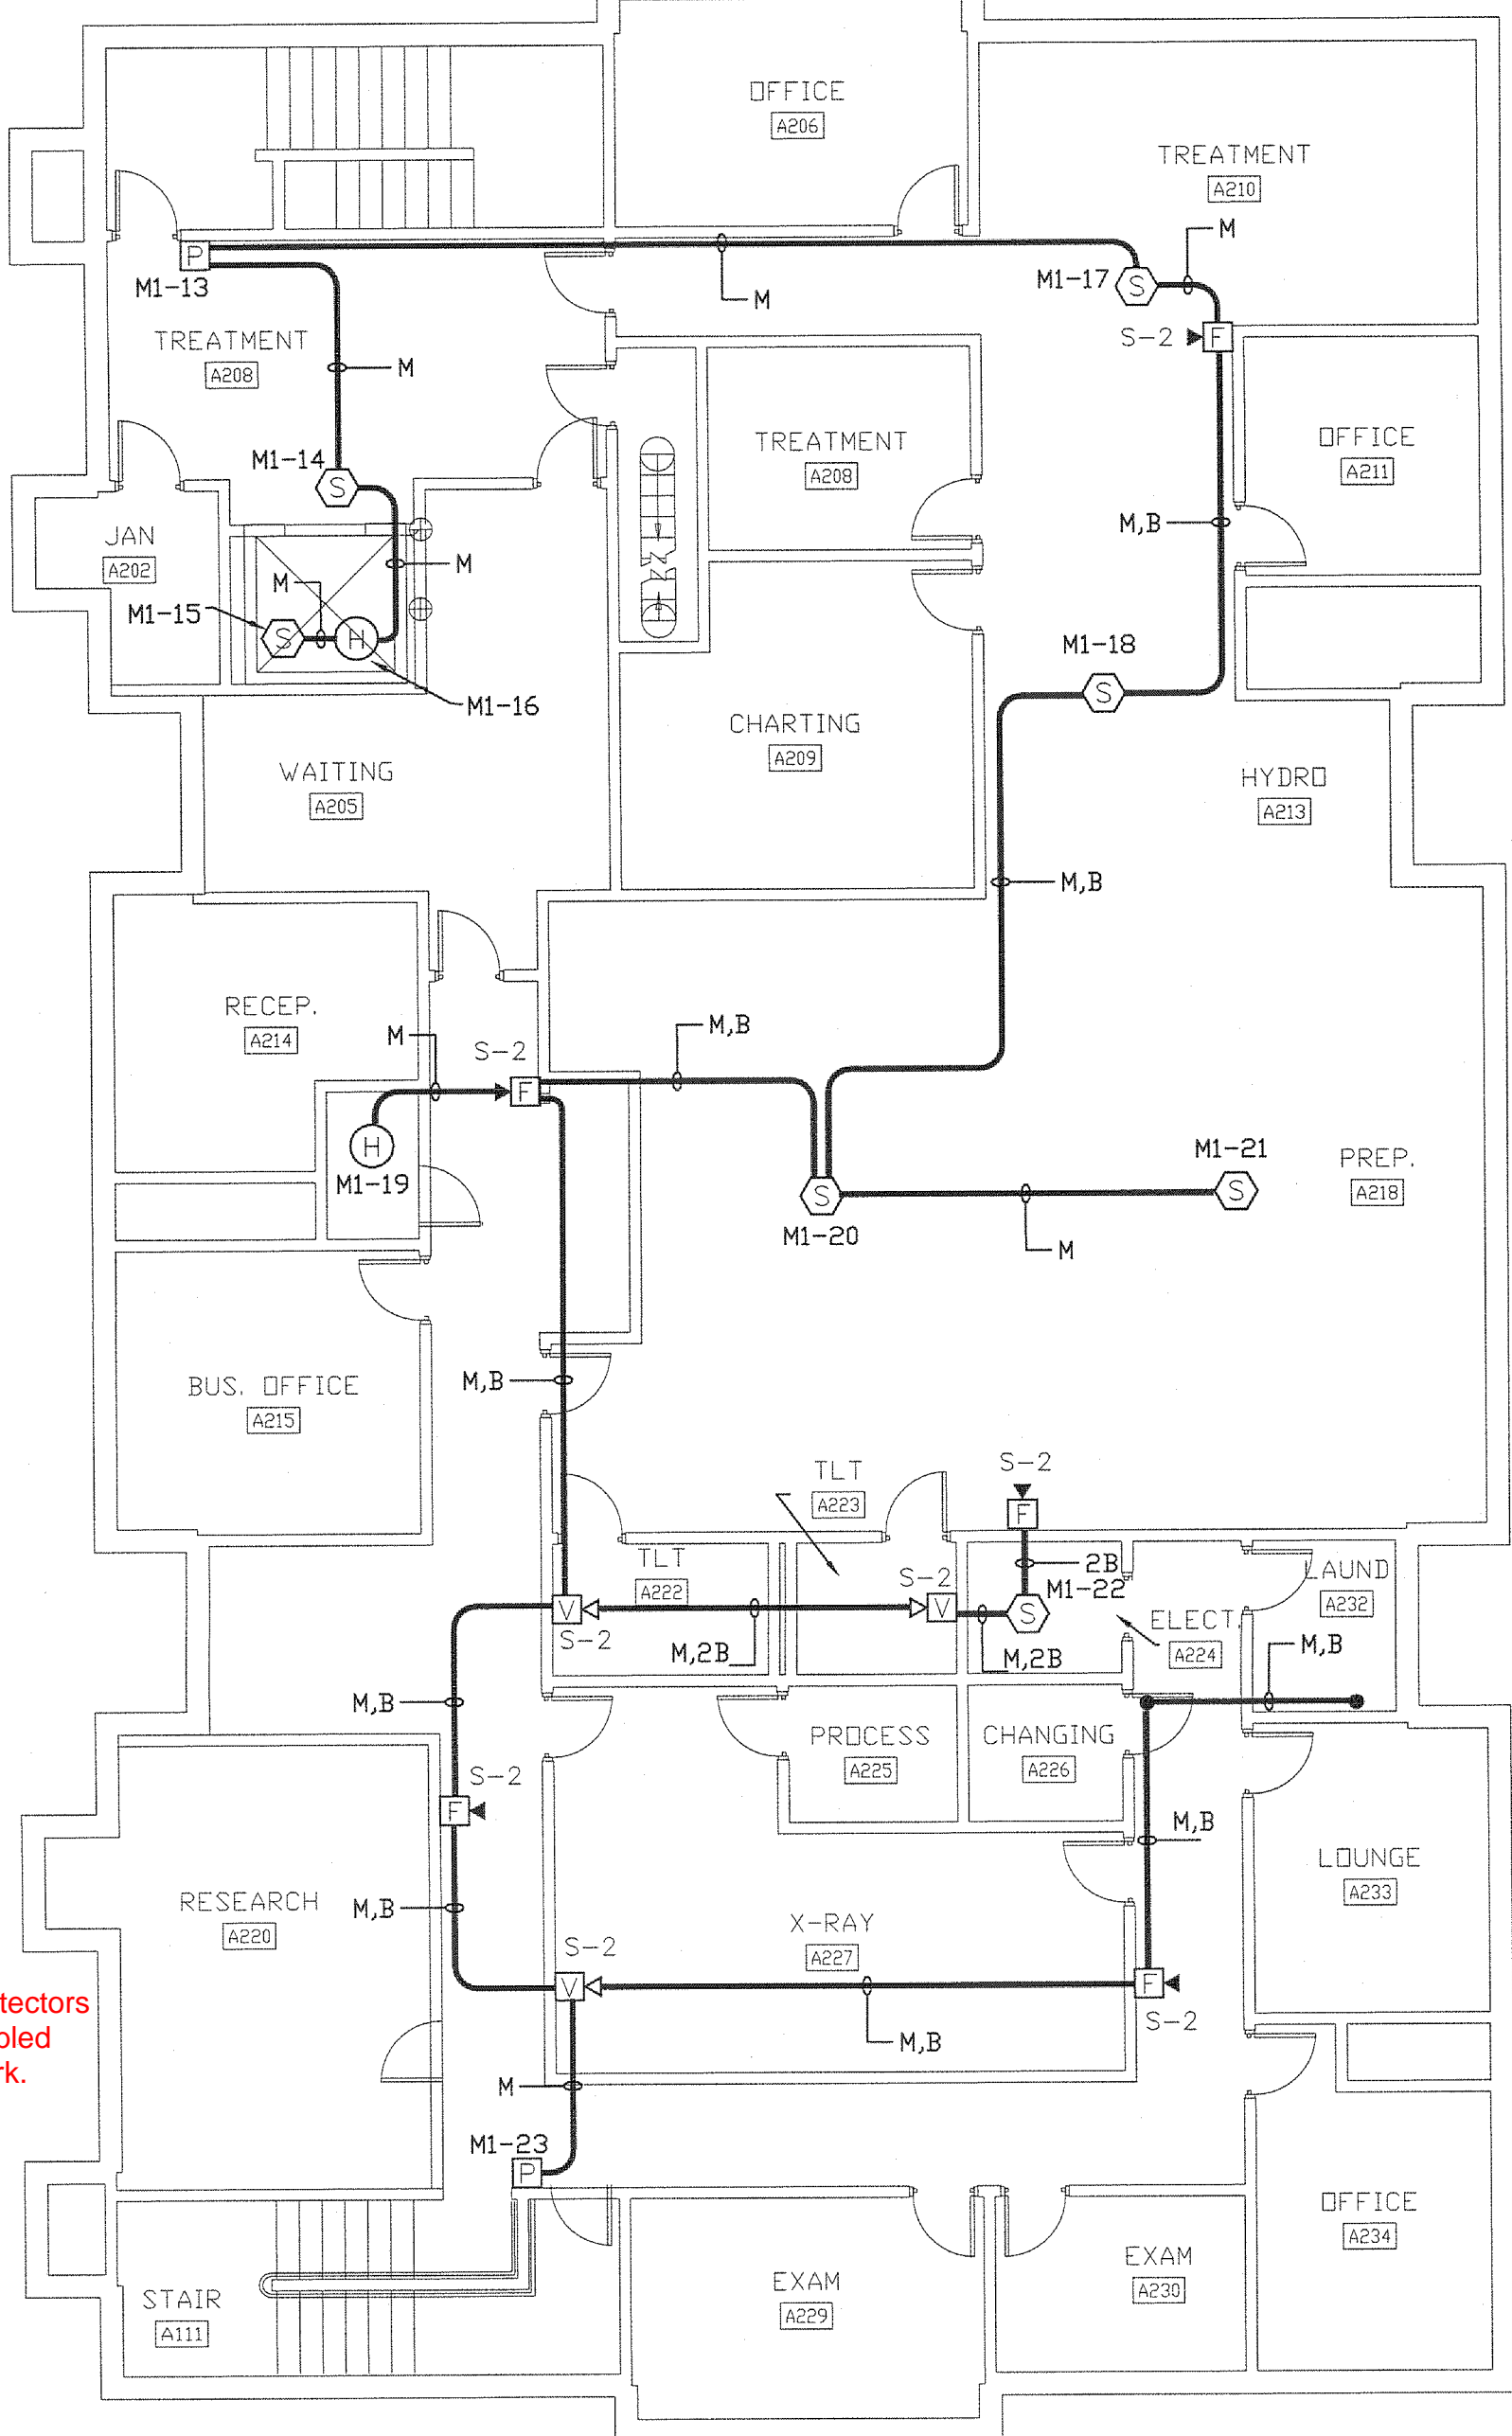 OFFICE
A206
TREATMENT
A210
M
P
M1-13
M
M1-17
S
S-2
F
TREATMENT
A208
M
OFFICE
A211
TREATMENT
A208
M1-14
S
M,B
JAN
A202
M
M
M1-15
S
H
M1-16
M1-18
S
CHARTING
A209
WAITING
A205
HYDRO
A213
M,B
RECEP.
A214
M
S-2
F
M,B
H
M1-19
M1-21
S
PREP.
A218
S
M1-20
M
BUS. OFFICE
A215
M,B
S-2
F
TLT
A223
TLT
A222
2B
M1-22
S
LAUND
A232
S-2
V
V
S-2
ELECT.
A224
M,2B
M,2B
M,B
M,B
PROCESS
A225
CHANGING
A226
S-2
F
M,B
LOUNGE
A233
RESEARCH
A220
M,B
X-RAY
A227
S-2
V
F
S-2
M,B
tectors
oled
rk.
M
M1-23
P
OFFICE
A234
EXAM
A230
EXAM
A229
STAIR
A111